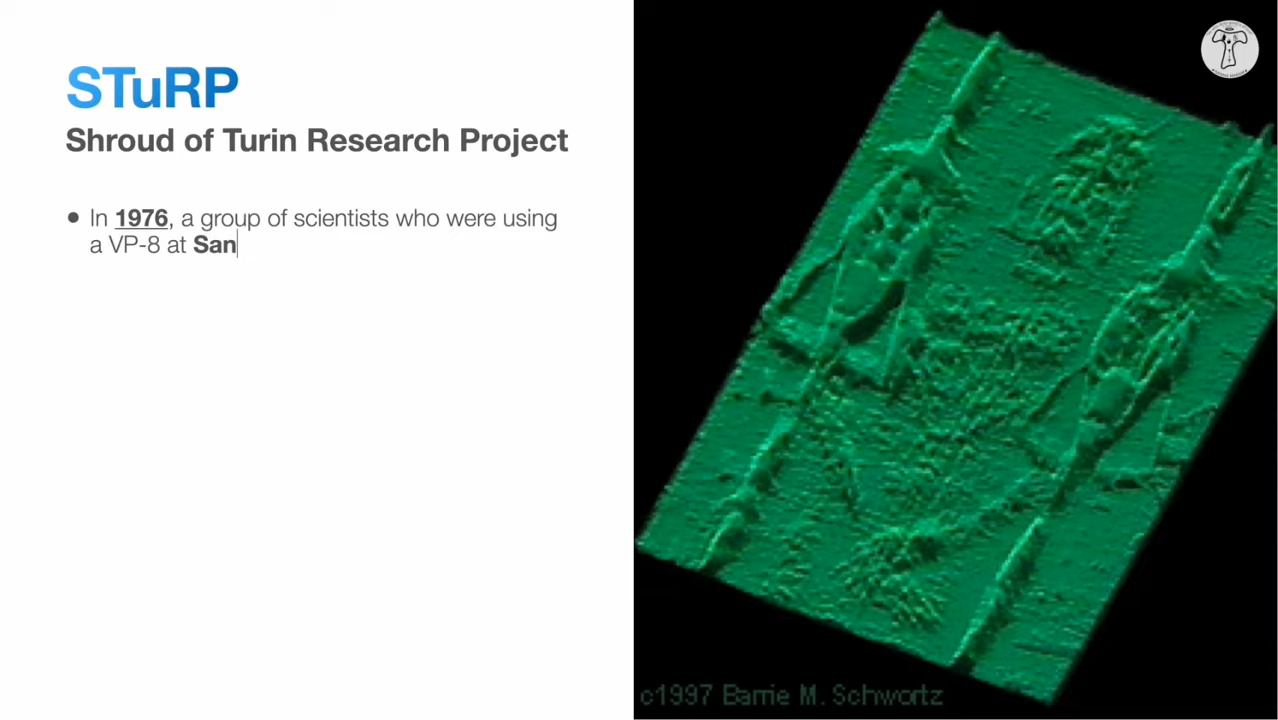 STuRP
Shroud of Turin Research Project
• In 1976, a group of scientists who were using
a VP-8 at San
c1997 Barrie M. Schwortz